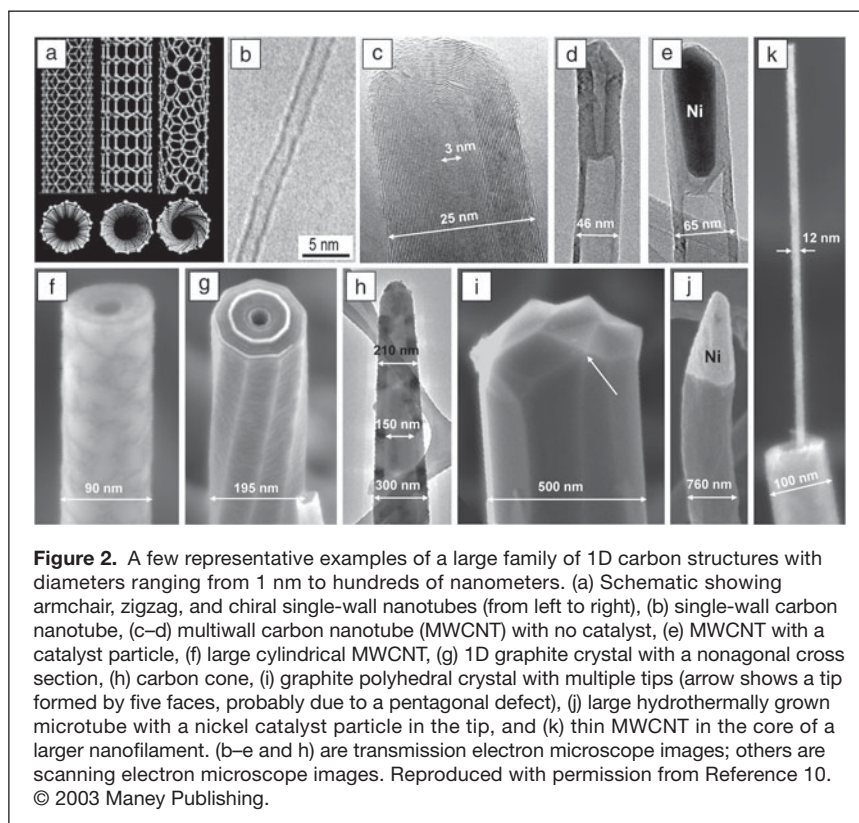 a
b
c
d
e
k
Ni
3 nm
25 nm
46 nm
65 nm
12 nm
5 nm
f
g
h
i
j
210 nm
Ni
150 nm
90 nm
195 nm
300 nm
500 nm
760 nm
100 nm
Figure 2. A few representative examples of a large family of 1D carbon structures with
diameters ranging from 1 nm to hundreds of nanometers. (a) Schematic showing
armchair, zigzag, and chiral single-wall nanotubes (from left to right), (b) single-wall carbon
nanotube, (c–d) multiwall carbon nanotube (MWCNT) with no catalyst, (e) MWCNT with a
catalyst particle, (f) large cylindrical MWCNT, (g) 1D graphite crystal with a nonagonal cross
section, (h) carbon cone, (i) graphite polyhedral crystal with multiple tips (arrow shows a tip
formed by five faces, probably due to a pentagonal defect), (j) large hydrothermally grown
microtube with a nickel catalyst particle in the tip, and (k) thin MWCNT in the core of a
larger nanofilament. (b–e and h) are transmission electron microscope images; others are
scanning electron microscope images. Reproduced with permission from Reference 10.
© 2003 Maney Publishing.